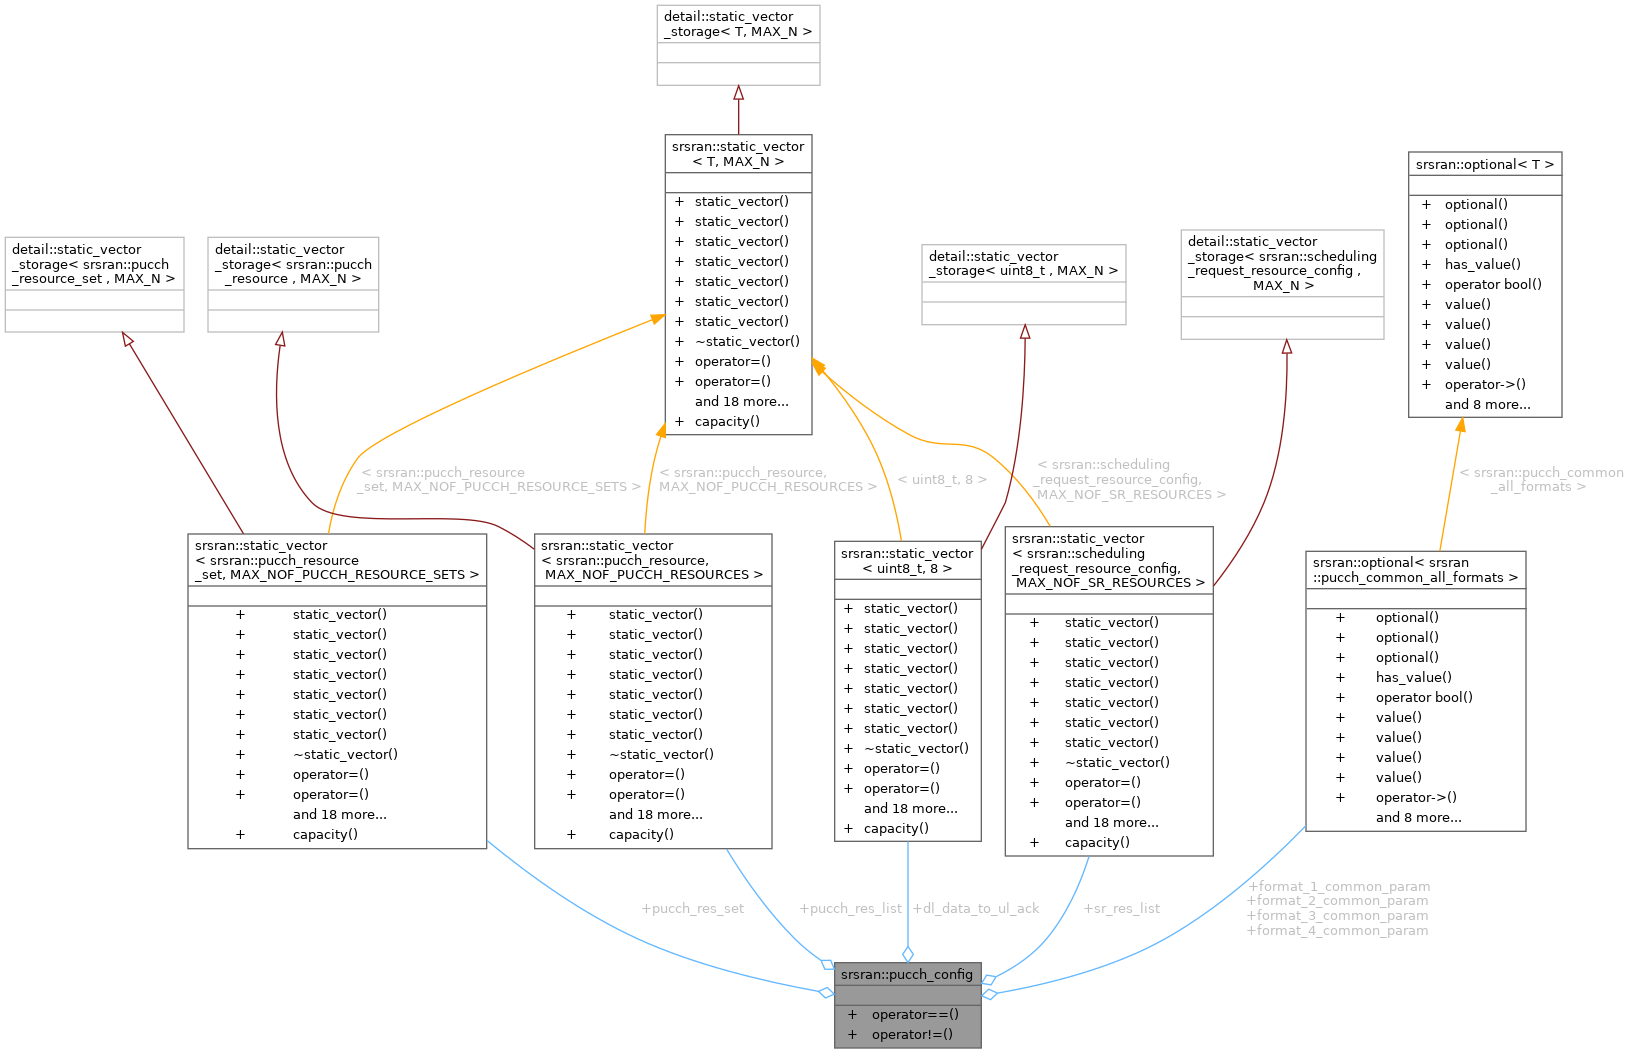 detail::static_vector
_storage< T, MAX_N >
srsran::static_vector
< T, MAX_N >
+ static_vector()
+ static_vector()
+ static_vector()
+ static_vector()
+ static_vector()
+ static_vector()
+ static_vector()
+ ~static_vector()
+ operator=()
+ operator=()
and 18 more...
+ capacity()
srsran::optional< T >
+ optional()
+ optional()
+ optional()
+ has_value()
+ operator bool()
+ value()
+ value()
+ value()
+ value()
+ operator->()
and 8 more...
detail::static_vector
_storage< srsran::pucch
_resource_set , MAX_N >
detail::static_vector
_storage< srsran::pucch
_resource , MAX_N >
detail::static_vector
_storage< uint8_t , MAX_N >
detail::static_vector
_storage< srsran::scheduling
_request_resource_config ,
MAX_N >
< srsran::pucch_resource
_set, MAX_NOF_PUCCH_RESOURCE_SETS >
< srsran::pucch_resource,
MAX_NOF_PUCCH_RESOURCES >
< uint8_t, 8 >
< srsran::scheduling
_request_resource_config,
MAX_NOF_SR_RESOURCES >
< srsran::pucch_common
_all_formats >
srsran::static_vector
< srsran::pucch_resource
_set, MAX_NOF_PUCCH_RESOURCE_SETS >
+ static_vector()
+ static_vector()
+ static_vector()
+ static_vector()
+ static_vector()
+ static_vector()
+ static_vector()
+ ~static_vector()
+ operator=()
+ operator=()
and 18 more...
+ capacity()
srsran::static_vector
< srsran::pucch_resource,
MAX_NOF_PUCCH_RESOURCES >
+ static_vector()
+ static_vector()
+ static_vector()
+ static_vector()
+ static_vector()
+ static_vector()
+ static_vector()
+ ~static_vector()
+ operator=()
+ operator=()
and 18 more...
+ capacity()
srsran::static_vector
< uint8_t, 8 >
+ static_vector()
+ static_vector()
+ static_vector()
+ static_vector()
+ static_vector()
+ static_vector()
+ static_vector()
+ ~static_vector()
+ operator=()
+ operator=()
and 18 more...
+ capacity()
srsran::static_vector
< srsran::scheduling
_request_resource_config,
MAX_NOF_SR_RESOURCES >
+ static_vector()
+ static_vector()
+ static_vector()
+ static_vector()
+ static_vector()
+ static_vector()
+ static_vector()
+ ~static_vector()
+ operator=()
+ operator=()
and 18 more...
+ capacity()
srsran::optional< srsran
::pucch_common_all_formats >
+ optional()
+ optional()
+ optional()
+ has_value()
+ operator bool()
+ value()
+ value()
+ value()
+ value()
+ operator->()
and 8 more...
+pucch_res_set
+pucch_res_list
+dl_data_to_ul_ack
+sr_res_list
+format_1_common_param
+format_2_common_param
+format_3_common_param
+format_4_common_param
srsran::pucch_config
+ operator==()
+ operator!=()